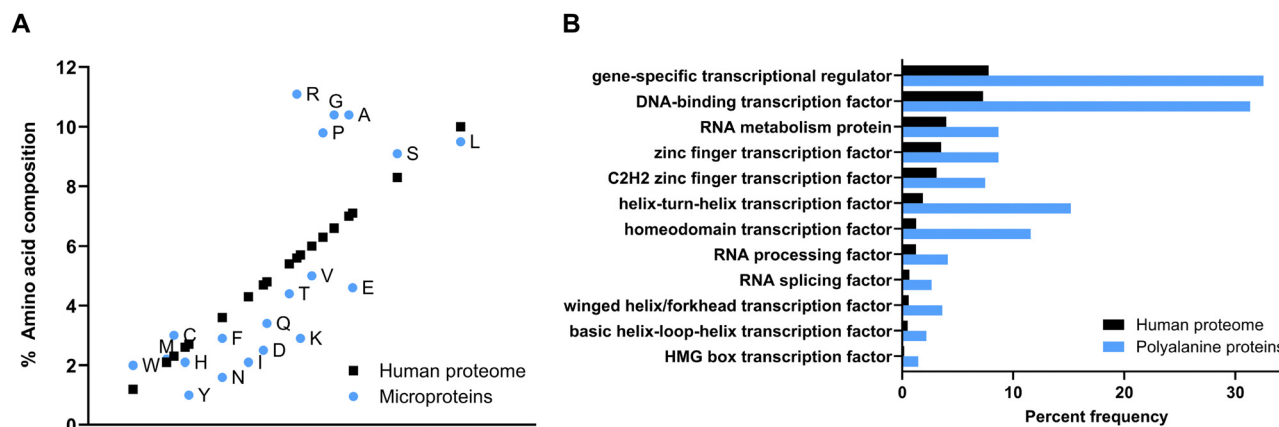 A
% Amino acid composition
12
10
8
6
4
2
0
R
G
A
P
S
L
V
T
E
Q
K
C
M
F
W
H
D
I
N
Y
Human proteome
Microproteins
B
gene-specific transcriptional regulator
DNA-binding transcription factor
RNA metabolism protein
zinc finger transcription factor
C2H2 zinc finger transcription factor
helix-turn-helix transcription factor
homeodomain transcription factor
RNA processing factor
RNA splicing factor
winged helix/forkhead transcription factor
basic helix-loop-helix transcription factor
HMG box transcription factor
Human proteome
Polyalanine proteins
0 10 20 30
Percent frequency